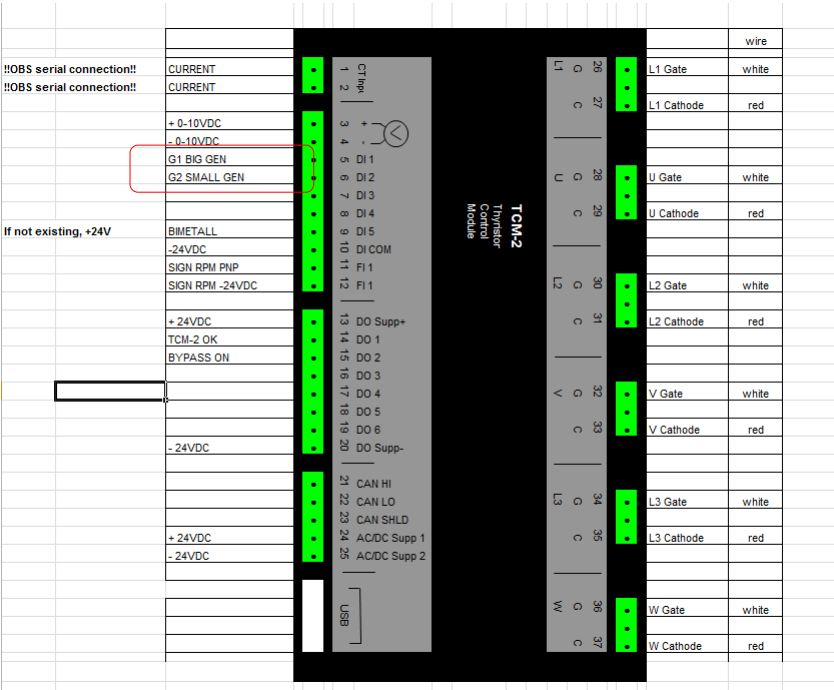 wire
!!OBS serial connection!! CURRENT 1 CT Inpu L1 G 26 L1 Gate white
!!OBS serial connection!! CURRENT 2
C 27 L1 Cathode red
+ 0-10VDC 3 + V
- 0-10VDC 4 -
G1 BIG GEN 5 DI 1
G2 SMALL GEN 6 DI 2 U G 28 U Gate white
7 DI 3
8 DI 4 C 29 U Cathode red
If not existing, +24V BIMETALL 9 DI 5
-24VDC 10 DI COM
SIGN RPM PNP 11 FI 1
SIGN RPM -24VDC 12 FI 1 L2 G 30 L2 Gate white
TCM-2
Thyristor
Control
Module
+ 24VDC 13 DO Supp+ C 31 L2 Cathode red
TCM-2 OK 14 DO 1
BYPASS ON 15 DO 2
16 DO 3
17 DO 4 V G 32 V Gate white
18 DO 5
19 DO 6 C 33 V Cathode red
- 24VDC 20 DO Supp-
21 CAN HI
22 CAN LO L3 G 34 L3 Gate white
23 CAN SHLD
+ 24VDC 24 AC/DC Supp 1 C 35 L3 Cathode red
- 24VDC 25 AC/DC Supp 2
USB W G 36 W Gate white
C 37 W Cathode red